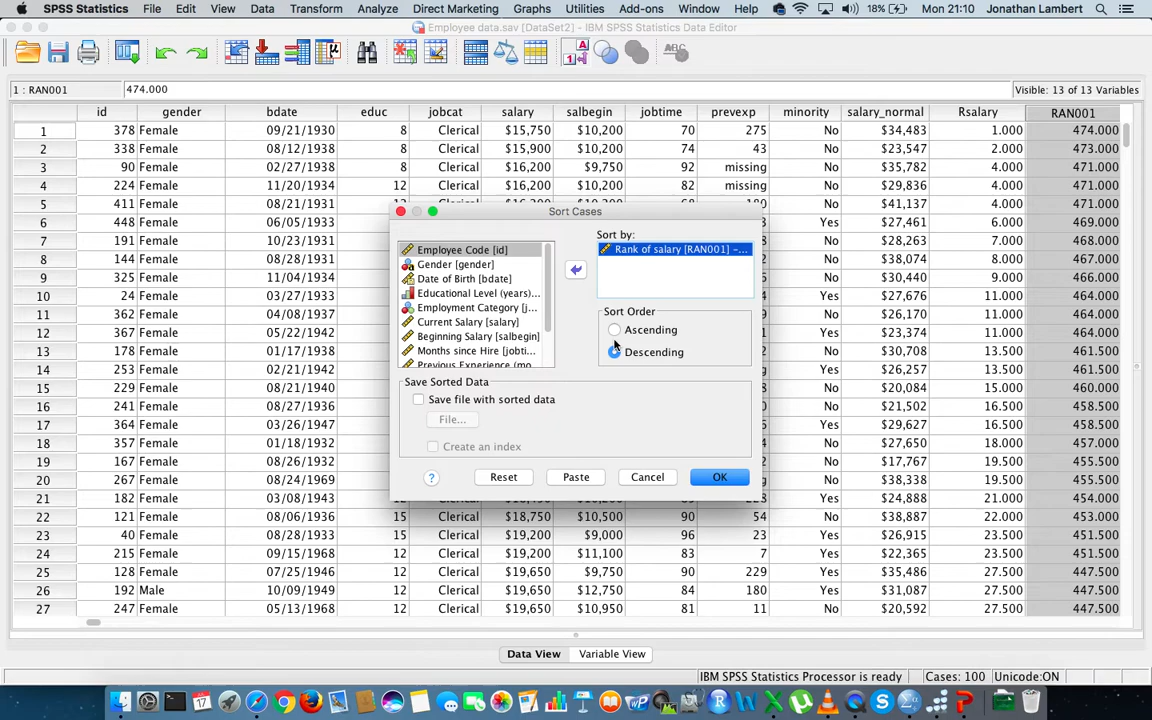 SPSS Statistics File Edit View Data Transform Analyze Direct Marketing Graphs Utilities Add-ons Window Help 18% Mon 21:10 Jonathan Lambert
Employee data.sav [DataSet2] - IBM SPSS Statistics Data Editor
1 : RAN001 474.000 Visible: 13 of 13 Variables
id gender bdate educ jobcat salary salbegin jobtime prevexp minority salary_normal Rsalary RAN001
1 378 Female 09/21/1930 8 Clerical $15,750 $10,200 70 275 No $34,483 1.000 474.000
2 338 Female 08/12/1938 8 Clerical $15,900 $10,200 74 43 No $23,547 2.000 473.000
3 90 Female 02/27/1938 8 Clerical $16,200 $9,750 92 missing No $35,782 4.000 471.000
4 224 Female 11/20/1934 12 Clerical $16,200 $10,200 82 missing No $29,836 4.000 471.000
5 411 Female 08/21/1931 No $41,137 4.000 471.000
6 448 Female 06/05/1933 Yes $27,461 6.000 469.000
7 191 Female 10/23/1931 No $28,263 7.000 468.000
8 144 Female 08/28/1931 No $38,074 8.000
9 325 Female 11/04/1934 No $30,440 9.000 466.000
10 24 Female 03/27/1933 Yes $27,676 11.000 464.000
11 362 Female 04/08/1937 No $26,170 11.000 464.000
12 367 Female 05/22/1942 Yes $23,374 11.000 464.000
13 178 Female 01/17/1938 No $30,708 13.500 461.500
14 253 Female 02/21/1942 No $28,370 13.500 461.500
15 229 Female 08/21/1941 No $20,084 15.000 460.000
16 241 Female 08/27/1936 No $21,502 16.500 458.500
17 364 Female 03/26/1947 Yes $29,627 16.500 458.500
18 357 Female 01/18/1932 No $27,750 18.000 457.000
19 167 Female 08/26/1932 No $17,767 19.500 455.500
20 267 Female 08/24/1969 No $38,338 19.500 455.500
21 182 Female 03/08/1943 Yes $24,888 21.000 454.000
22 121 Female 08/06/1936 15 Clerical $18,750 $10,500 90 54 No $38,887 22.000 453.000
23 40 Female 08/28/1933 15 Clerical $19,200 $9,000 96 23 No $26,915 23.500 451.500
24 215 Female 09/15/1968 12 Clerical $19,200 $11,100 83 7 Yes $22,365 23.500 451.500
25 128 Female 07/25/1946 12 Clerical $19,650 $9,750 90 229 Yes $35,486 27.500 447.500
26 192 Male 10/09/1949 12 Clerical $19,650 $12,750 84 180 Yes $31,087 27.500 447.500
27 247 Female 05/13/1968 12 Clerical $19,650 $10,950 81 11 No $20,592 27.500 447.500
Sort Cases
Employee Code [id]
Gender [gender]
Date of Birth [bdate]
Educational Level (years)...
Employment Category [j...
Current Salary [salary]
Beginning Salary [salbegin]
Months since Hire [jobti...
Previous Experience (mo...
Sort by:
Rank of salary [RAN001] -...
Sort Order
Ascending
Descending
Save Sorted Data
Save file with sorted data
File...
Create an index
? Reset Paste Cancel OK
Data View Variable View
IBM SPSS Statistics Processor is ready Cases: 100 Unicode:ON